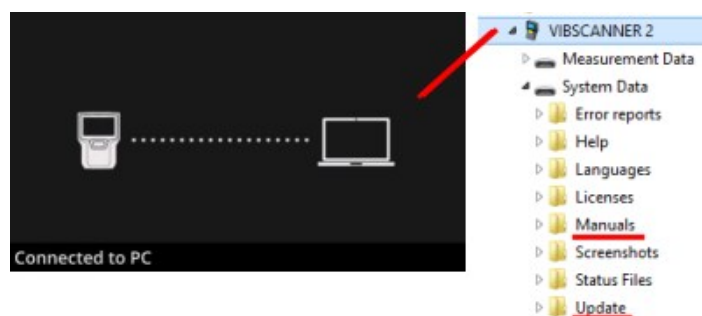 Connected to PC
VIBSCANNER 2
Measurement Data
System Data
Error reports
Help
Languages
Licenses
Manuals
Screenshots
Status Files
Update